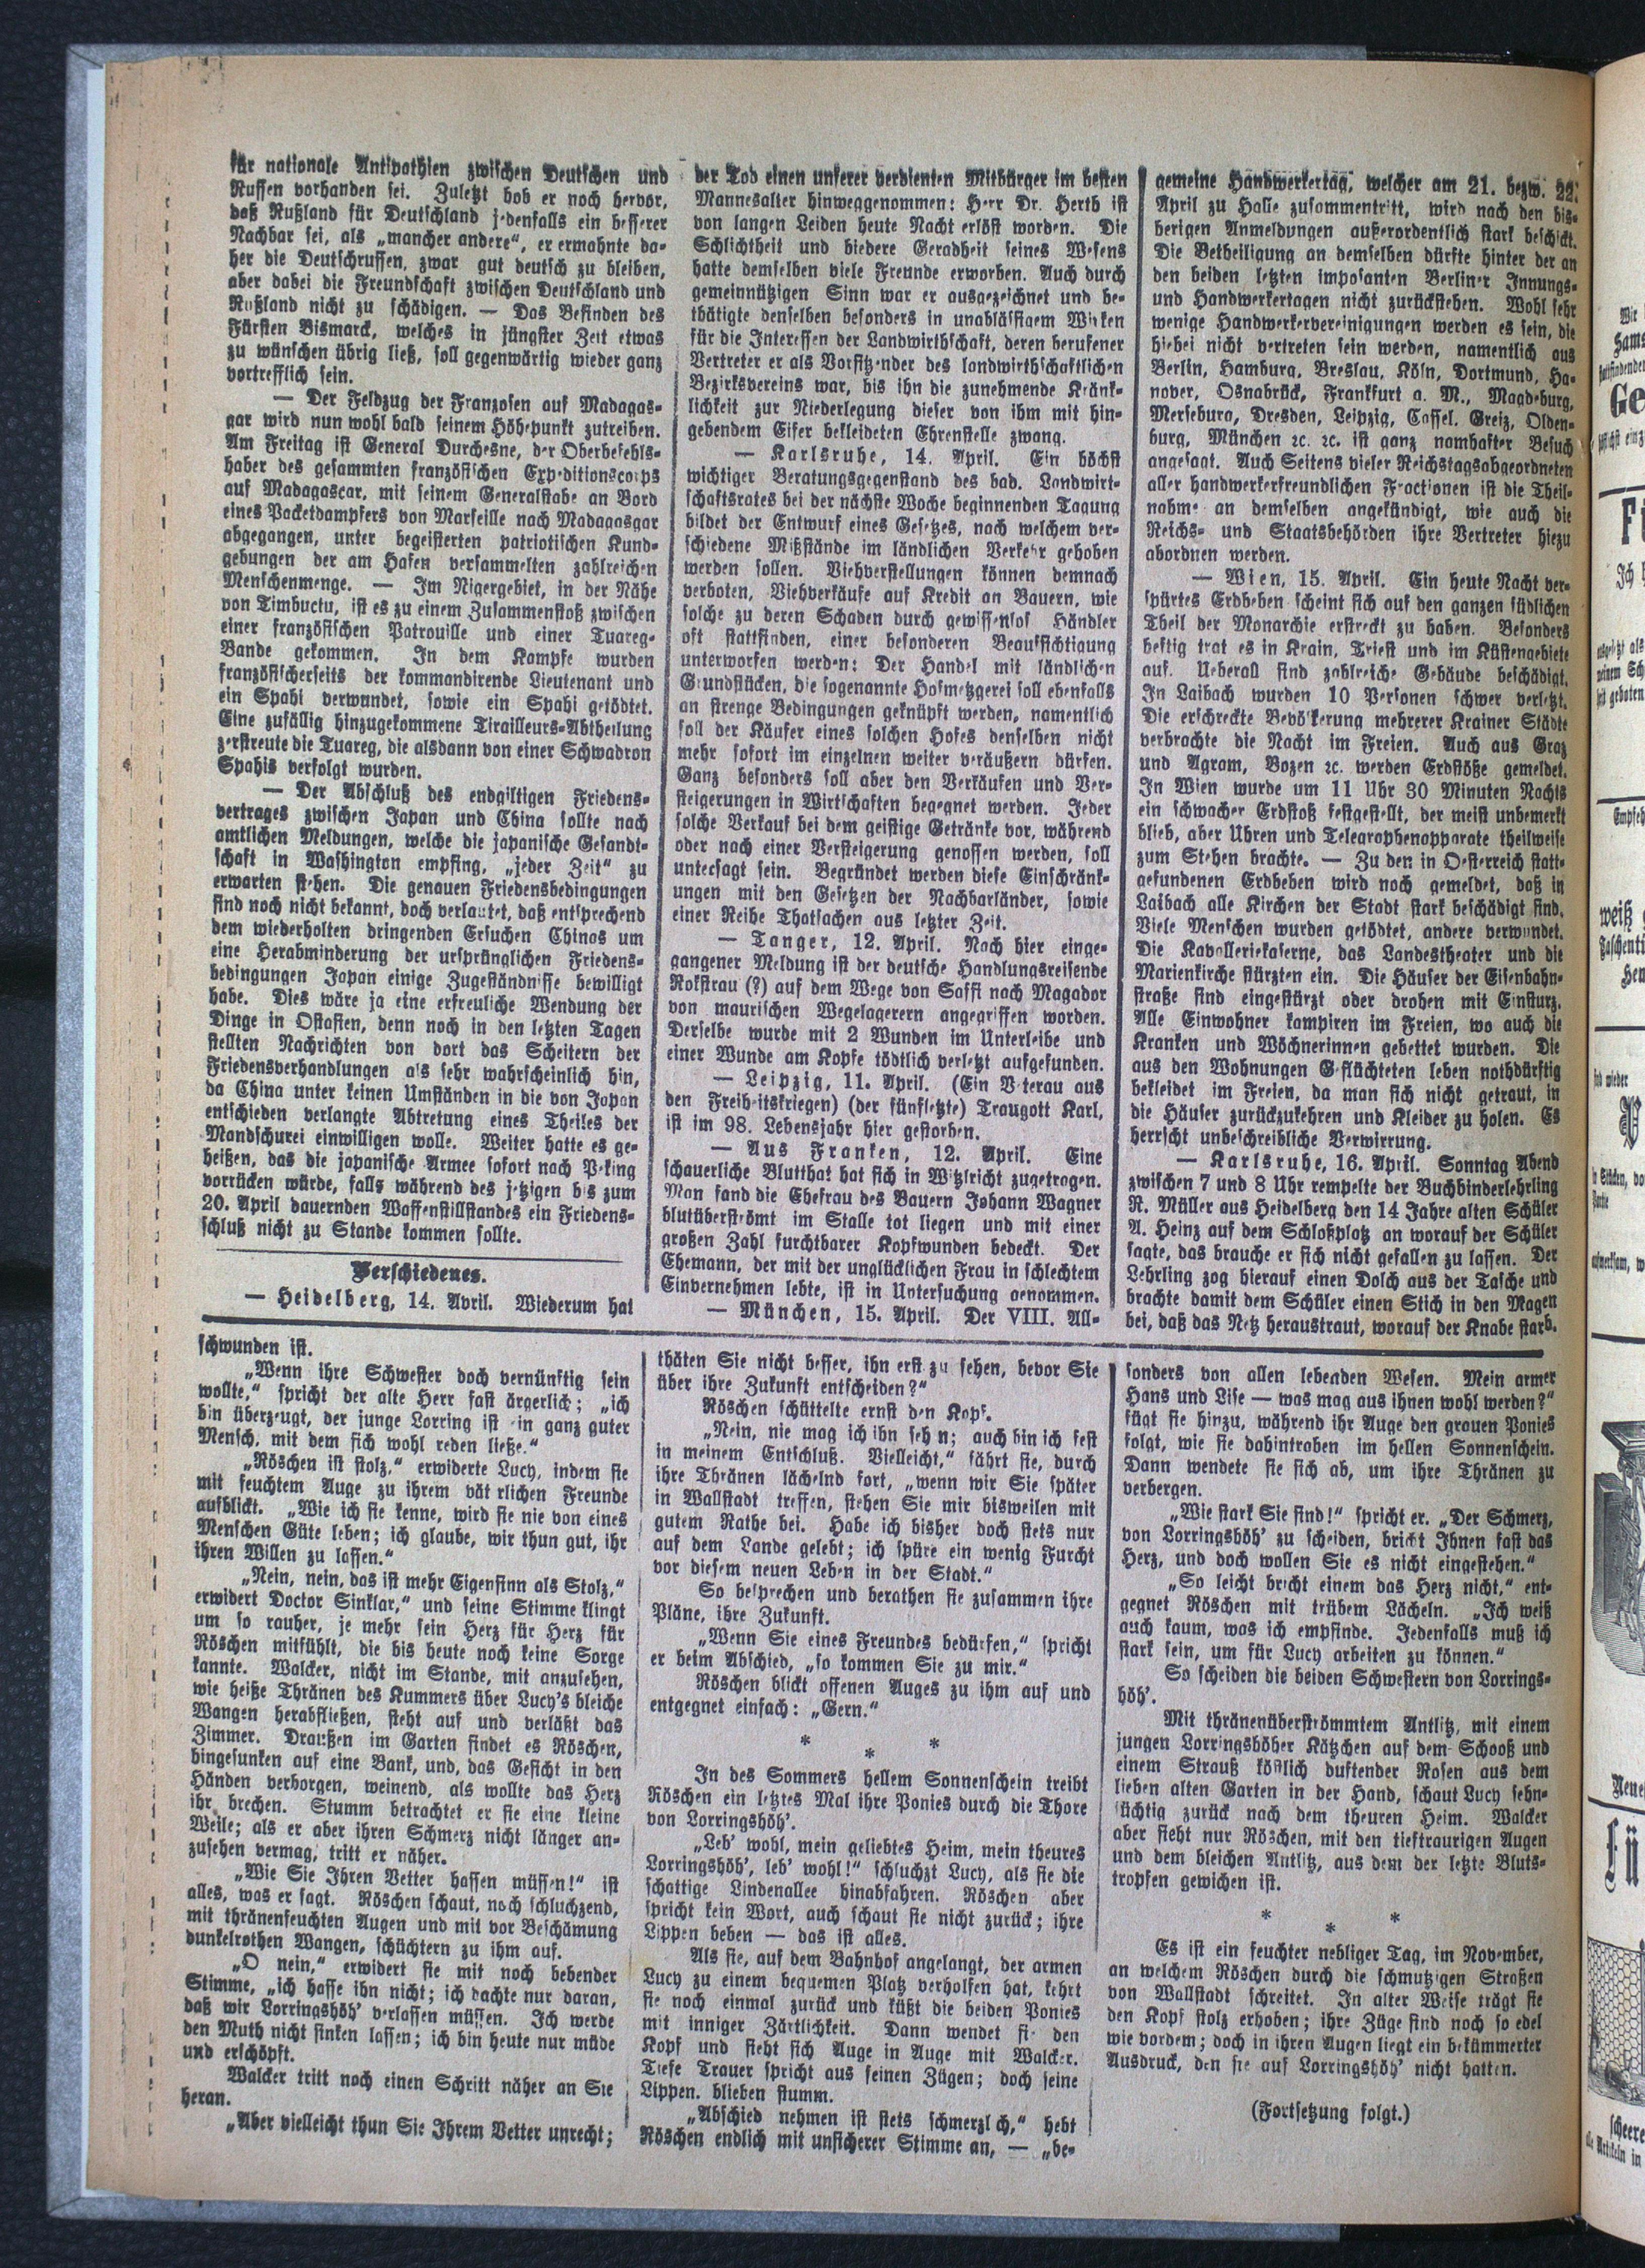 für nationale Antipathien zwischen Deutschen und
Russen vorhanden sei. Zuletzt hob er noch hervor,
daß Rußland für Deutschland jedenfalls ein besserer
Nachbar sei, als „mancher andere“, er ermahnte da-
her die Deutschrussen, zwar gut deutsch zu bleiben,
aber dabei die Freundschaft zwischen Deutschland und
Rußland nicht zu schädigen. — Das Befinden des
Fürsten Bismarck, welches in jüngster Zeit etwas
zu wünschen übrig ließ, soll gegenwärtig wieder ganz
vortrefflich sein.
— Der Feldzug der Franzosen auf Madagas-
gar wird nun wohl bald seinem Höhepunkt zutreiben.
Am Freitag ist General Durchesne, der Oberbefehls-
haber des gesammten französischen Expeditionscorps
auf Madagascar, mit seinem Generalstabe an Bord
eines Packetdampfers von Marseille nach Madagasgar
abgegangen, unter begeisterten patriotischen Kund-
gebungen der am Hafen versammelten zahlreichen
Menschenmenge. — Im Nigergebiet, in der Nähe
von Timbuctu, ist es zu einem Zusammenstoß zwischen
einer französischen Patrouille und einer Tuareg-
Bande gekommen. In dem Kampfe wurden
französischerseits der kommandirende Lieutenant und
ein Spahi verwundet, sowie ein Spahi getödtet.
Eine zufällig hinzugekommene Tirailleurs-Abtheilung
zerstreute die Tuareg, die alsdann von einer Schwadron
Spahis verfolgt wurden.
— Der Abschluß des endgiltigen Friedens-
vertrages zwischen Japan und China sollte nach
amtlichen Meldungen, welche die japanische Gesandt-
schaft in Washington empfing, „jeder Zeit“ zu
erwarten stehen. Die genauen Friedensbedingungen
sind noch nicht bekannt, doch verlautet, daß entsprechend
dem wiederholten dringenden Ersuchen Chinas um
eine Herabminderung der ursprünglichen Friedens-
bedingungen Japan einige Zugeständnisse bewilligt
habe. Dies wäre ja eine erfreuliche Wendung der
Dinge in Ostasien, denn noch in den letzten Tagen
stellten Nachrichten von dort das Scheitern der
Friedensverhandlungen als sehr wahrscheinlich hin,
da China unter keinen Umständen in die von Japan
entschieden verlangte Abtretung eines Theiles der
Mandschurei einwilligen wolle. Weiter hatte es ge-
heißen, das die japanische Armee sofort nach Peking
vorrücken würde, falls während des jetzigen bis zum
20. April dauernden Waffenstillstandes ein Friedens-
schluß nicht zu Stande kommen sollte.
Verschiedenes.
— Heidelberg, 14. April. Wiederum hat
der Tod einen unserer verdienten Mitbürger im besten
Mannesalter hinweggenommen: Herr Dr. Herth ist
von langen Leiden heute Nacht erlöst worden. Die
Schlichtheit und biedere Geradheit seines Wesens
hatte demselben viele Freunde erworben. Auch durch
gemeinnützigen Sinn war er ausgezeichnet und be-
thätigte denselben besonders in unablässigem Wirken
für die Interessen der Landwirthschaft, deren berufener
Vertreter er als Vorsitzender des landwirthschaftlichen
Bezirksvereins war, bis ihn die zunehmende Kränk-
lichkeit zur Niederlegung dieser von ihm mit hin-
gebendem Eifer bekleideten Ehrenstelle zwang.
— Karlsruhe, 14. April. Ein höchst
wichtiger Beratungsgegenstand des bad. Landwirt-
schaftsrates bei der nächste Woche beginnenden Tagung
bildet der Entwurf eines Gesetzes, nach welchem ver-
schiedene Mißstände im ländlichen Verkehr gehoben
werden sollen. Viehverstellungen können demnach
verboten, Viehverkäufe auf Kredit an Bauern, wie
solche zu deren Schaden durch gewissenlose Händler
oft stattfinden, einer besonderen Beaufsichtigung
unterworfen werden: Der Handel mit ländlichen
Grundstücken, die sogenannte Hofmetzgerei soll ebenfalls
an strenge Bedingungen geknüpft werden, namentlich
soll der Käufer eines solchen Hofes denselben nicht
mehr sofort im einzelnen weiter veräußern dürfen.
Ganz besonders soll aber den Verkäufen und Ver-
steigerungen in Wirtschaften begegnet werden. Jeder
solche Verkauf bei dem geistige Getränke vor, während
oder nach einer Versteigerung genossen werden, soll
untersagt sein. Begründet werden diese Einschränk-
ungen mit den Gesetzen der Nachbarländer, sowie
einer Reihe Thatsachen aus letzter Zeit.
— Tanger, 12. April. Nach hier einge-
gangener Meldung ist der deutsche Handlungsreisende
Rokstrau (?) auf dem Wege von Saffi nach Magador
von maurischen Wegelagerern angegriffen worden.
Derselbe wurde mit 2 Wunden im Unterleibe und
einer Wunde am Kopfe tödtlich verletzt aufgefunden.
— Leipzig, 11. April. (Ein Veterau aus
den Freiheitskriegen) (der fünfletzte) Traugott Karl,
ist im 98. Lebensjahr hier gestorben.
— Aus Franken, 12. April. Eine
schauerliche Blutthat hat sich in Witzlricht zugetragen.
Man fand die Ehefrau des Bauern Johann Wagner
blutüberströmt im Stalle tot liegen und mit einer
großen Zahl furchtbarer Kopfwunden bedeckt. Der
Ehemann, der mit der unglücklichen Frau in schlechtem
Einvernehmen lebte, ist in Untersuchung genommen.
— München, 15. April. Der VIII. All-
gemeine Handwerkertag, welcher am 21. bezw. 22.
April zu Halle zusammentritt, wird nach den bis-
herigen Anmeldungen außerordentlich stark beschickt.
Die Betheiligung an demselben dürfte hinter der an
den beiden letzten imposanten Berliner Innungs-
und Handwerkertagen nicht zurückstehen. Wohl sehr
wenige Handwerkervereinigungen werden es sein, die
hiebei nicht vertreten sein werden, namentlich aus
Berlin, Hamburg, Breslau, Köln, Dortmund, Ha-
nover, Osnabrück, Frankfurt a. M., Magdeburg,
Merseburg, Dresden, Leipzig, Cassel, Greiz, Olden-
burg, München ꝛc. ꝛc. ist ganz namhafter Besuch
angesagt. Auch Seitens vieler Reichstagsabgeordneten
aller handwerkerfreundlichen Fractionen ist die Theil-
nahme an demselben angekündigt, wie auch die
Reichs- und Staatsbehörden ihre Vertreter hiezu
abordnen werden.
— Wien, 15. April. Ein heute Nacht ver-
spürtes Erdbeben scheint sich auf den ganzen südlichen
Theil der Monarchie erstreckt zu haben. Besonders
heftig trat es in Krain, Triest und im Küstengebiete
auf. Ueberall sind zahlreiche Gebäude beschädigt.
In Laibach wurden 10 Personen schwer verletzt.
Die erschreckte Bevölkerung mehrerer Krainer Städte
verbrachte die Nacht im Freien. Auch aus Graz
und Agram, Bozen ꝛc. werden Erdstöße gemeldet.
In Wien wurde um 11 Uhr 30 Minuten Nachts
ein schwacher Erdstoß festgestellt, der meist unbemerkt
blieb, aber Uhren und Telegraphenapparate theilweise
zum Stehen brachte. — Zu den in Oesterreich statt-
gefundenen Erdbeben wird noch gemeldet, daß in
Laibach alle Kirchen der Stadt stark beschädigt sind.
Viele Menschen wurden getödtet, andere verwundet.
Die Kavalleriekaserne, das Landestheater und die
Marienkirche stürzten ein. Die Häuser der Eisenbahn-
straße sind eingestürzt oder drohen mit Einsturz.
Alle Einwohner kampiren im Freien, wo auch die
Kranken und Wöchnerinnen gebettet wurden. Die
aus den Wohnungen Geflüchteten leben nothdürftig
bekleidet im Freien, da man sich nicht getraut, in
die Häuser zurückzukehren und Kleider zu holen. Es
herrscht unbeschreibliche Verwirrung.
— Karlsruhe, 16. April. Sonntag Abend
zwischen 7 und 8 Uhr rempelte der Buchbinderlehrling
R. Müller aus Heidelberg den 14 Jahre alten Schüler
A. Heinz auf dem Schloßplatz an worauf der Schüler
sagte, das brauche er sich nicht gefallen zu lassen. Der
Lehrling zog hierauf einen Dolch aus der Tasche und
brachte damit dem Schüler einen Stich in den Magen
bei, daß das Netz heraustraut, worauf der Knabe starb.
schwunden ist.
„Wenn ihre Schwester doch vernünftig sein
wollte,“ spricht der alte Herr fast ärgerlich; „ich
bin überzeugt, der junge Lorring ist ein ganz guter
Mensch, mit dem sich wohl reden ließe.“
„Röschen ist stolz,“ erwiderte Lucy, indem sie
mit feuchtem Auge zu ihrem väterlichen Freunde
aufblickt. „Wie ich sie kenne, wird sie nie von eines
Menschen Güte leben; ich glaube, wir thun gut, ihr
ihren Willen zu lassen.“
„Nein, nein, das ist mehr Eigensinn als Stolz,“
erwidert Doctor Sinklar,“ und seine Stimme klingt
um so rauher, je mehr sein Herz für Herz für
Röschen mitfühlt, die bis heute noch keine Sorge
kannte. Walcker, nicht im Stande, mit anzusehen,
wie heiße Thränen des Kummers über Lucy's bleiche
Wangen herabfließen, steht auf und verläßt das
Zimmer. Draußen im Garten findet es Röschen,
hingesunken auf eine Bank, und, das Gesicht in den
Händen verborgen, weinend, als wollte das Herz
ihr brechen. Stumm betrachtet er sie eine kleine
Weile; als er aber ihren Schmerz nicht länger an-
zusehen vermag, tritt er näher.
„Wie Sie Ihren Vetter hassen müssen!“ ist
alles, was er sagt. Röschen schaut, noch schluchzend,
mit thränenfeuchten Augen und mit vor Beschämung
dunkelrothen Wangen, schüchtern zu ihm auf.
„O nein,“ erwidert sie mit noch bebender
Stimme, „ich hasse ihn nicht; ich dachte nur daran,
daß wir Lorringshöh' verlassen müssen. Ich werde
den Muth nicht sinken lassen; ich bin heute nur müde
und erschöpft.
Walcker tritt noch einen Schritt näher an Sie
heran.
„Aber vielleicht thun Sie Ihrem Vetter unrecht;
thäten Sie nicht besser, ihn erst zu sehen, bevor Sie
über ihre Zukunft entscheiden?“
Röschen schüttelte ernst den Kopf.
„Nein, nie mag ich ihn seh n; auch bin ich fest
in meinem Entschluß. Vielleicht,“ fährt sie, durch
ihre Thränen lächelnd fort, „wenn wir Sie später
in Wallstadt treffen, stehen Sie mir bisweilen mit
gutem Rathe bei. Habe ich bisher doch stets nur
auf dem Lande gelebt; ich spüre ein wenig Furcht
vor diesem neuen Leben in der Stadt.“
So besprechen und berathen sie zusammen ihre
Pläne, ihre Zukunft.
„Wenn Sie eines Freundes bedürfen,“ spricht
er beim Abschied, „so kommen Sie zu mir.“
Röschen blickt offenen Auges zu ihm auf und
entgegnet einfach: „Gern.“
* * *
In des Sommers hellem Sonnenschein treibt
Röschen ein letztes Mal ihre Ponies durch die Thore
von Lorringshöh'.
„Leb' wohl, mein geliebtes Heim, mein theures
Lorringshöh', leb' wohl!“ schluchzt Lucy, als sie die
schattige Lindenallee hinabfahren. Röschen aber
spricht kein Wort, auch schaut sie nicht zurück; ihre
Lippen beben — das ist alles.
Als sie, auf dem Bahnhof angelangt, der armen
Lucy zu einem bequemen Platz verholfen hat, kehrt
sie noch einmal zurück und küßt die beiden Ponies
mit inniger Zärtlichkeit. Dann wendet sie den
Kopf und sieht sich Auge in Auge mit Walcker.
Tiefe Trauer spricht aus seinen Zügen; doch seine
Lippen. blieben stumm.
„Abschied nehmen ist stets schmerzl ch,“ hebt
Röschen endlich mit unsicherer Stimme an, — „be-
sonders von allen lebenden Wesen. Mein armer
Hans und Lise — was mag aus ihnen wohl werden?“
fügt sie hinzu, während ihr Auge den grauen Ponies
folgt, wie sie dahintraben im hellen Sonnenschein.
Dann wendete sie sich ab, um ihre Thränen zu
verbergen.
„Wie stark Sie sind!“ spricht er. „Der Schmerz,
von Lorringshöh' zu scheiden, bricht Ihnen fast das
Herz, und doch wollen Sie es nicht eingestehen.“
„So leicht bricht einem das Herz nicht,“ ent-
gegnet Röschen mit trübem Lächeln. „Ich weiß
auch kaum, was ich empfinde. Jedenfalls muß ich
stark sein, um für Lucy arbeiten zu können.“
So scheiden die beiden Schwestern von Lorrings-
höh'.
Mit thränenüberströmmtem Antlitz, mit einem
jungen Lorringshöher Kätzchen auf dem Schooß und
einem Strauß köstlich duftender Rosen aus dem
lieben alten Garten in der Hand, schaut Lucy sehn-
süchtig zurück nach dem theuren Heim. Walcker
aber sieht nur Röschen, mit den tieftraurigen Augen
und dem bleichen Antlitz, aus dem der letzte Bluts-
tropfen gewichen ist.
* * *
Es ist ein feuchter nebliger Tag, im November,
an welchem Röschen durch die schmutzigen Straßen
von Wallstadt schreitet. In alter Weise trägt sie
den Kopf stolz erhoben; ihre Züge sind noch so edel
wie vordem; doch in ihren Augen liegt ein bekümmerter
Ausdruck, den sie auf Lorringshöh' nicht hatten.
(Fortsetzung folgt.)